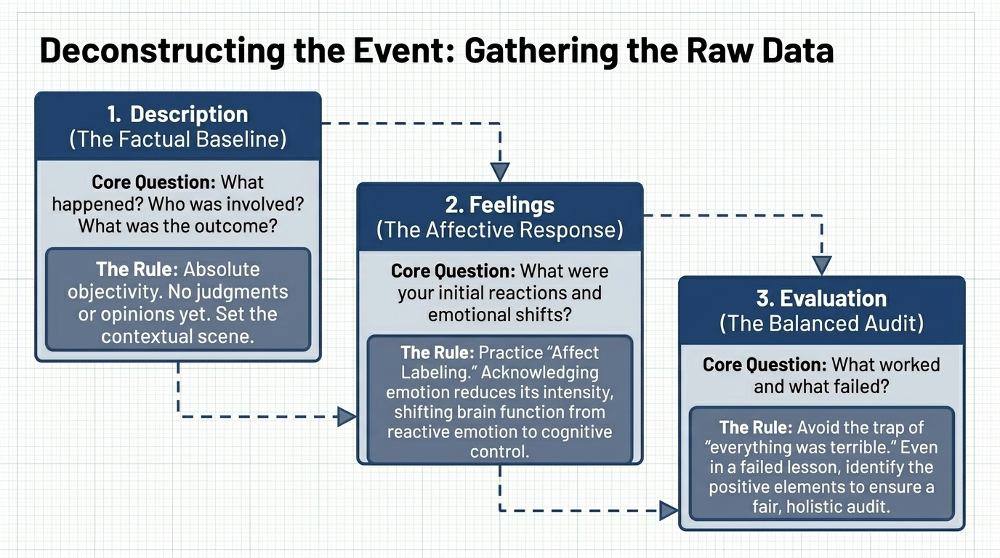 Deconstructing the Event: Gathering the Raw Data
1. Description
(The Factual Baseline)
Core Question: What
happened? Who was involved?
What was the outcome?
The Rule: Absolute
objectivity. No judgments
or opinions yet. Set the
contextual scene.
2. Feelings
(The Affective Response)
Core Question: What were
your initial reactions and
emotional shifts?
The Rule: Practice “Affect
Labeling.” Acknowledging
emotion reduces its intensity,
shifting brain function from
reactive emotion to cognitive
control.
3. Evaluation
(The Balanced Audit)
Core Question: What worked
and what failed?
The Rule: Avoid the trap of
“everything was terrible.” Even
in a failed lesson, identify the
positive elements to ensure a
fair, holistic audit.